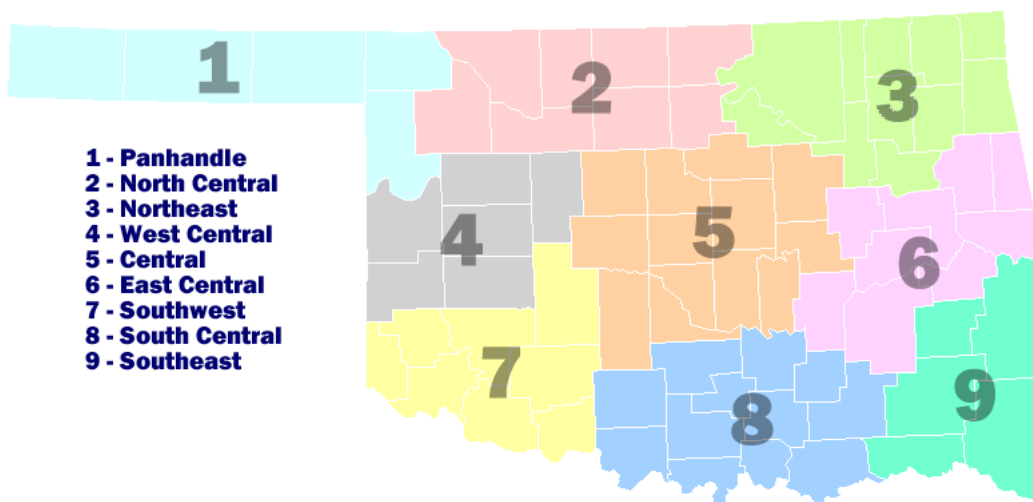 1
2
3
1 - Panhandle
2 - North Central
3 - Northeast
4 - West Central
5 - Central
6 - East Central
7 - Southwest
8 - South Central
9 - Southeast
4
5
6
7
8
9